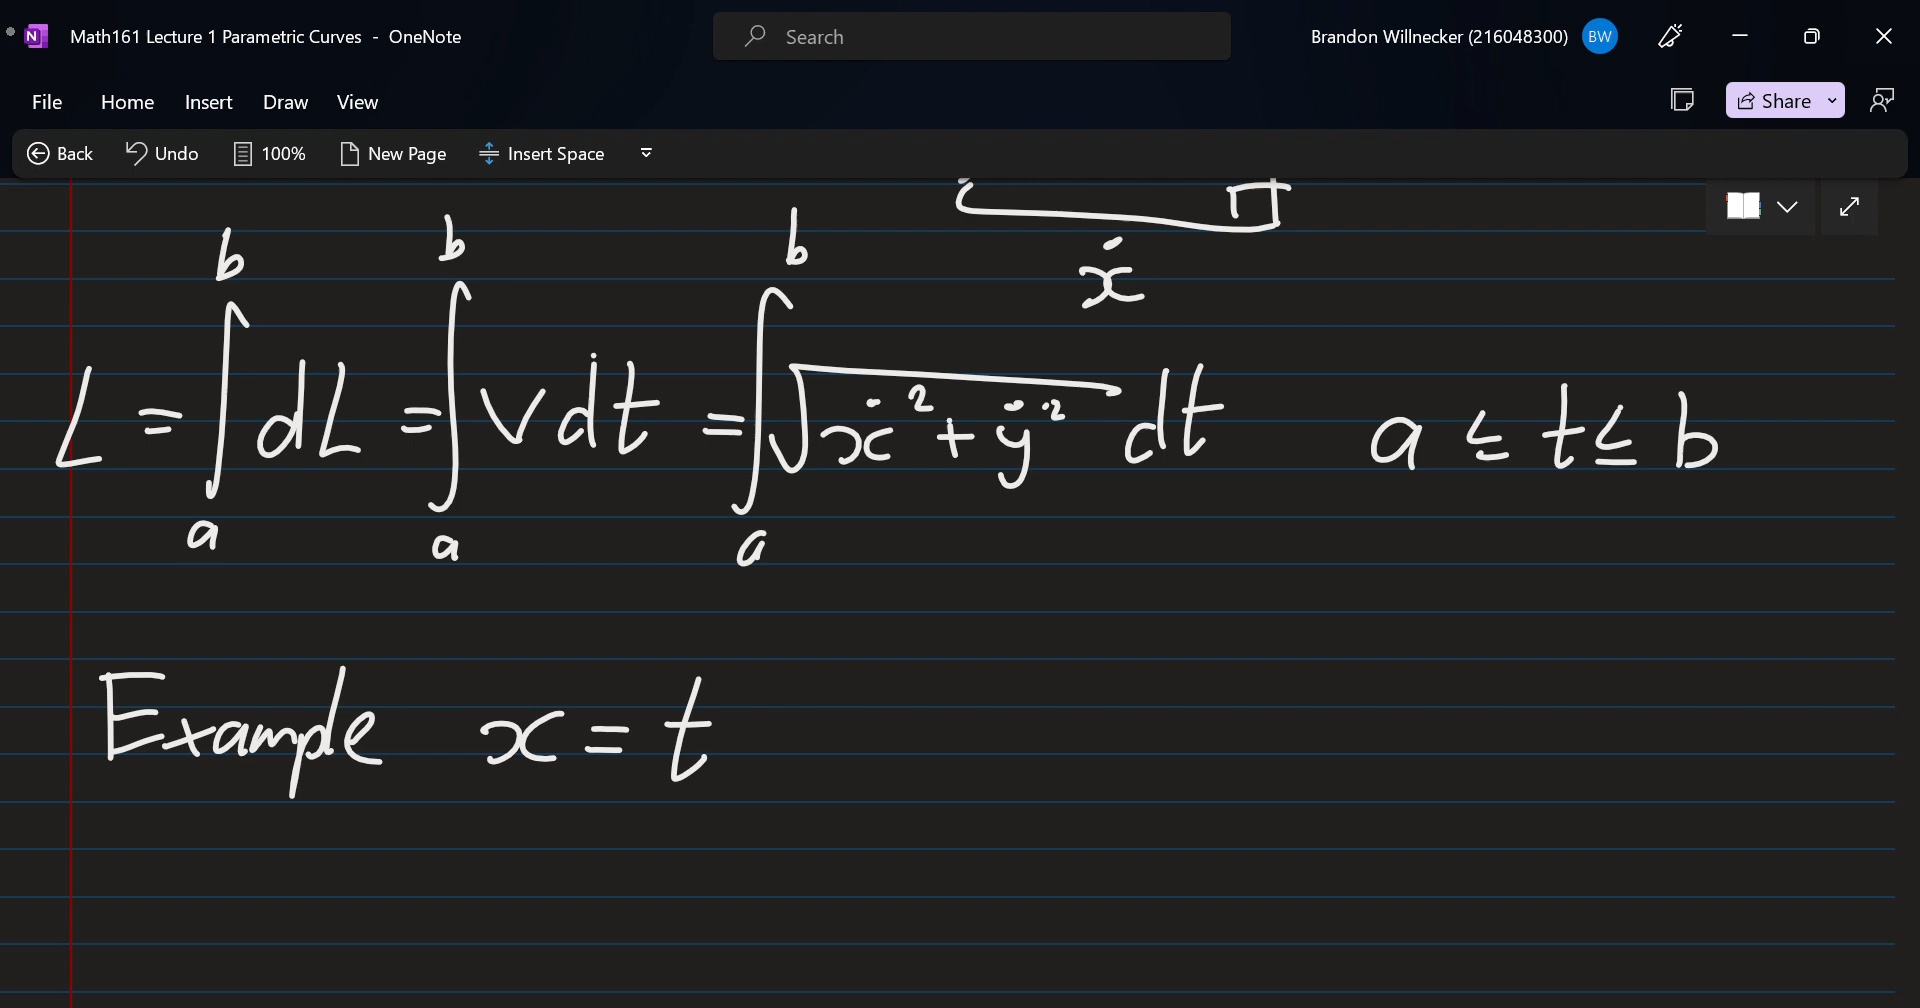 Math161 Lecture 1 Parametric Curves - OneNote
Search
Brandon Willnecker (216048300) BW
File Home Insert Draw View
Share
Back Undo 100% New Page Insert Space
ẋ
L = ∫ₐᵇ dL = ∫ₐᵇ v dt = ∫ₐᵇ √(ẋ² + ẏ²) dt a ≤ t ≤ b
Example x = t